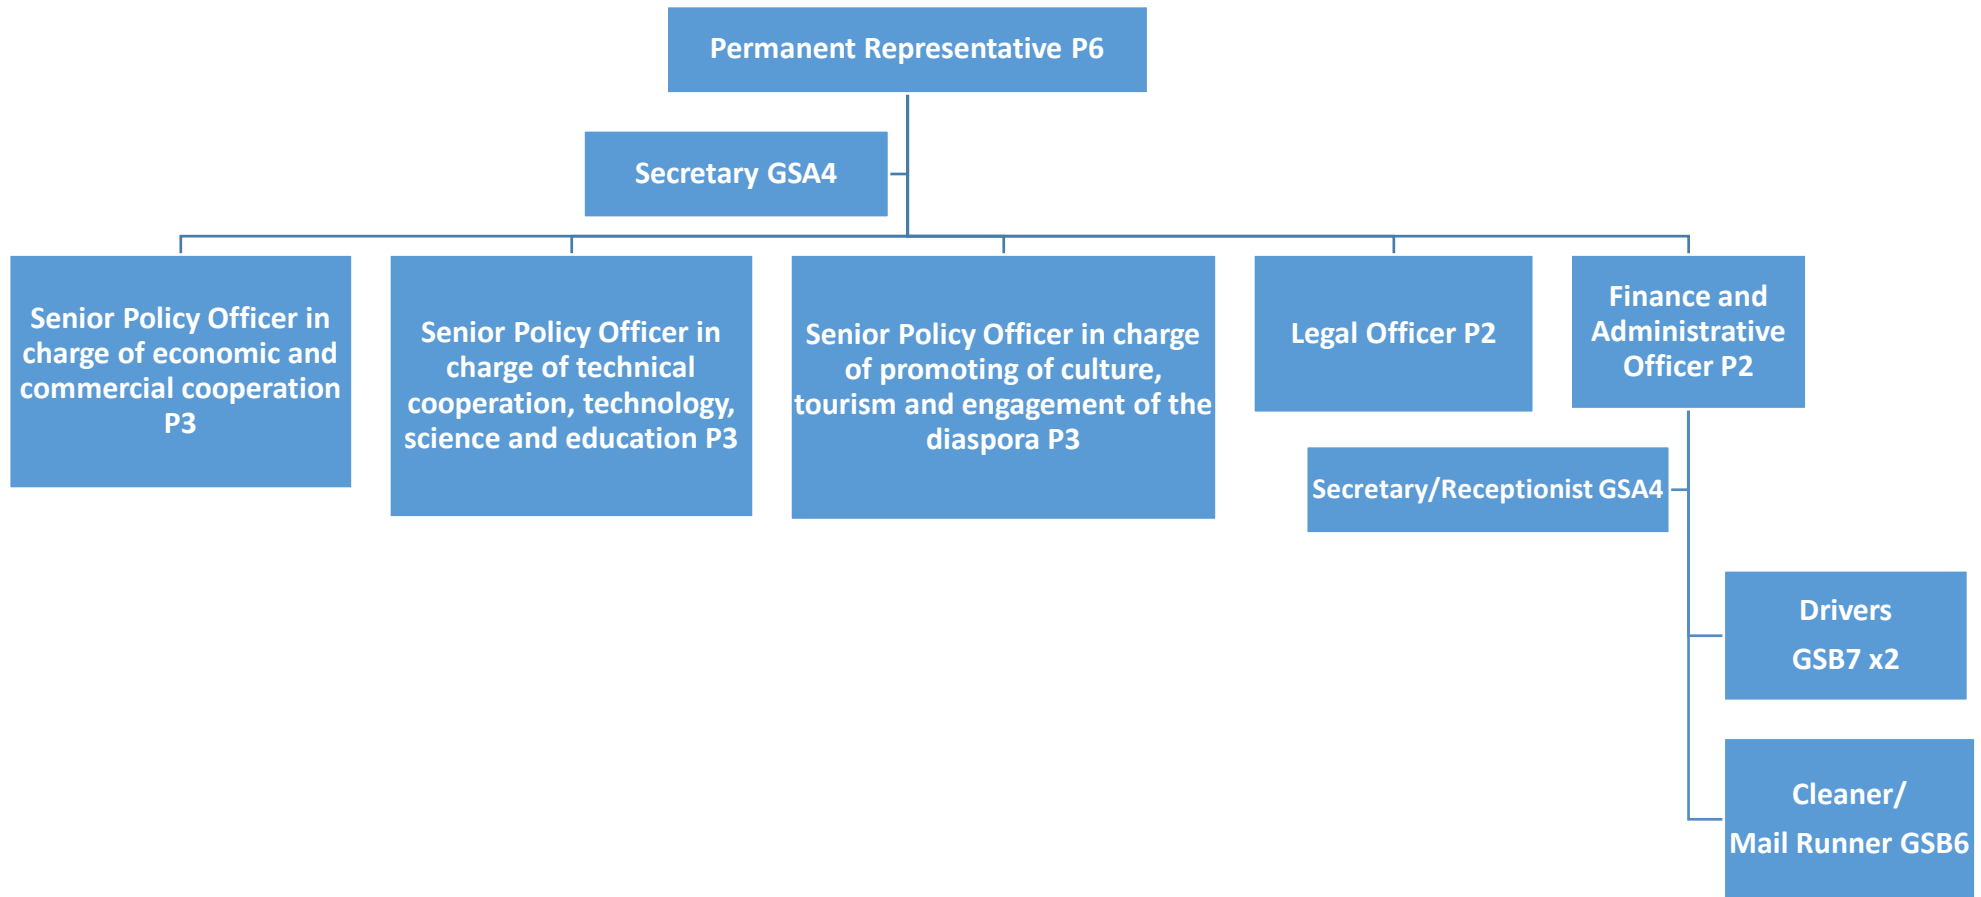 Permanent Representative P6
Secretary GSA4
Senior Policy Officer in
charge of economic and
commercial cooperation
P3
Senior Policy Officer in
charge of technical
cooperation, technology,
science and education P3
Senior Policy Officer in charge
of promoting of culture,
tourism and engagement of the
diaspora P3
Legal Officer P2
Finance and
Administrative
Officer P2
Secretary/Receptionist GSA4
Drivers
GSB7 x2
Cleaner/
Mail Runner GSB6